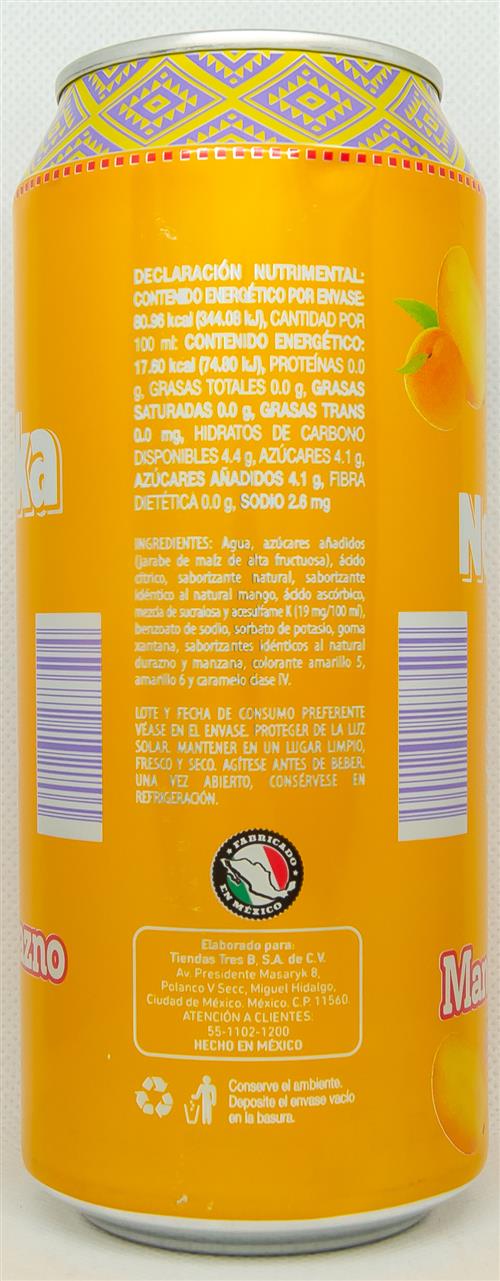 DECLARACIÓN NUTRIMENTAL:
CONTENIDO ENERGÉTICO POR ENVASE:
80.96 kcal (344.08 kJ), CANTIDAD POR
100 ml: CONTENIDO ENERGÉTICO:
17.60 kcal (74.80 kJ), PROTEÍNAS 0.0
g, GRASAS TOTALES 0.0 g, GRASAS
SATURADAS 0.0 g, GRASAS TRANS
0.0 mg, HIDRATOS DE CARBONO
DISPONIBLES 4.4 g, AZÚCARES 4.1 g,
AZÚCARES AÑADIDOS 4.1 g, FIBRA
DIETÉTICA 0.0 g, SODIO 2.6 mg
ka
INGREDIENTES: Agua, azúcares añadidos
(jarabe de maíz de alta fructuosa), ácido
cítrico, saborizante natural, saborizante
idéntico al natural mango, ácido ascórbico,
mezcla de sucralosa y acesulfame K (19 mg/100 ml),
benzoato de sodio, sorbato de potasio, goma
xantana, saborizantes idénticos al natural
durazno y manzana, colorante amarillo 5,
amarillo 6 y caramelo clase IV.
LOTE Y FECHA DE CONSUMO PREFERENTE
VÉASE EN EL ENVASE. PROTEGER DE LA LUZ
SOLAR. MANTENER EN UN LUGAR LIMPIO,
FRESCO Y SECO. AGÍTESE ANTES DE BEBER.
UNA VEZ ABIERTO, CONSÉRVESE EN
REFRIGERACIÓN.
FABRICADO
EN MÉXICO
azno
Man
Elaborado para:
Tiendas Tres B, S.A. de C.V.
Av. Presidente Masaryk 8,
Polanco V Secc, Miguel Hidalgo,
Ciudad de México. México. C.P. 11560.
ATENCIÓN A CLIENTES:
55-1102-1200
HECHO EN MÉXICO
Conserve el ambiente.
Deposite el envase vacío
en la basura.